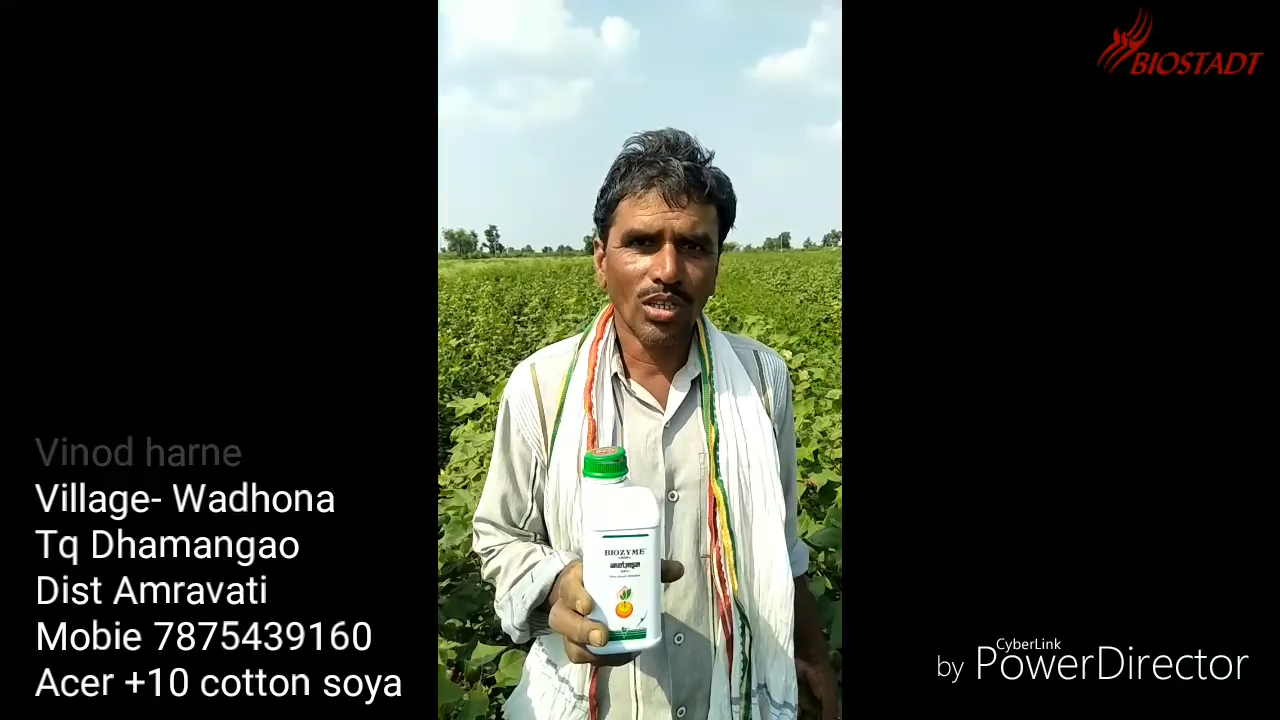 BIOSTADT
Vinod harne
Village- Wadhona
Tq Dhamangao
Dist Amravati
Mobie 7875439160
Acer +10 cotton soya
BIOZYME
बायोज़ाइम
CyberLink
by PowerDirector